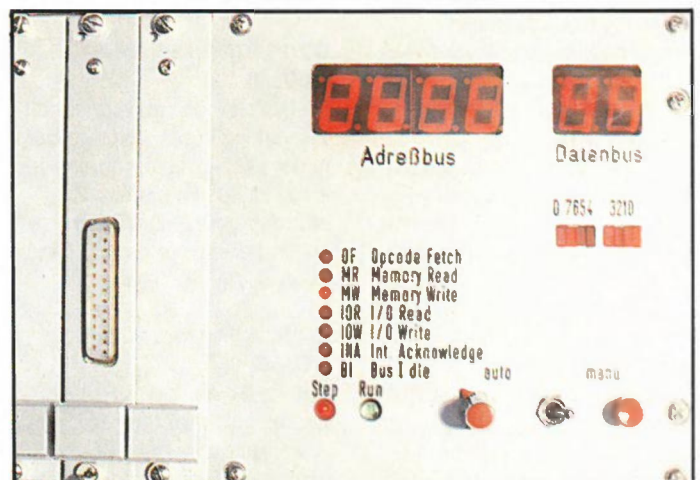 Adreßbus Datenbus
7654 3210
OF Opcode Fetch
MR Memory Read
MW Memory Write
IOR I/O Read
IOW I/O Write
INA Int. Acknowledge
BI Bus Idle
auto manu
Step Run